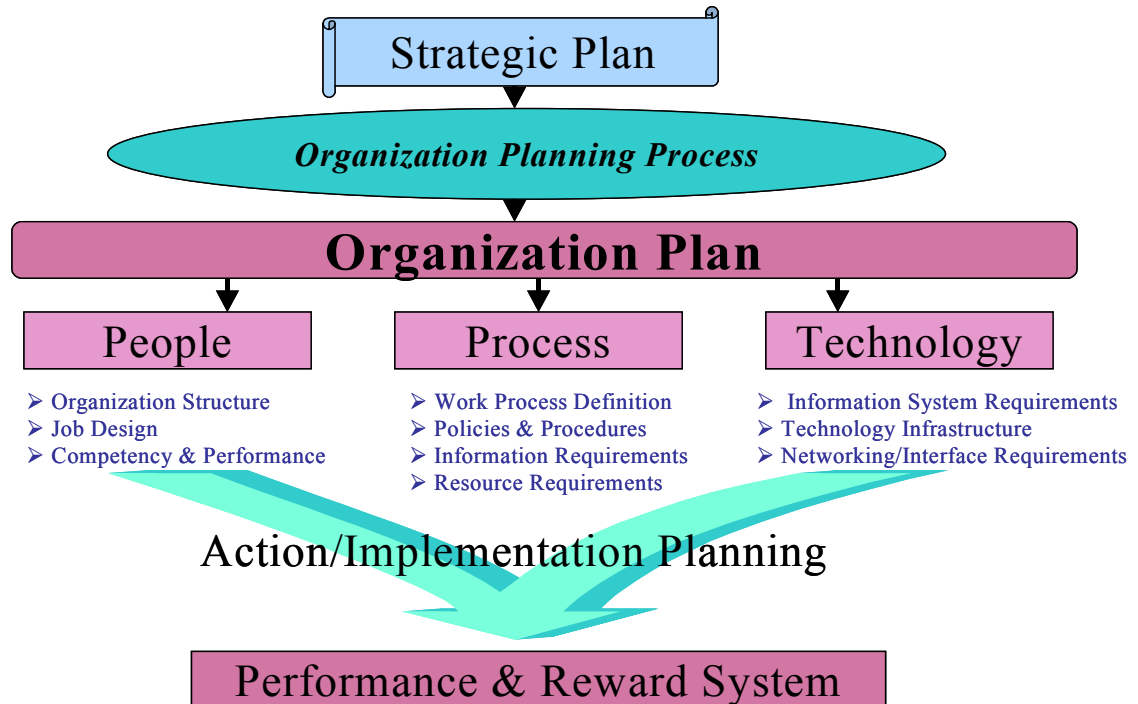 Strategic Plan
Organization Planning Process
Organization Plan
People
Process
Technology
➢ Organization Structure
➢ Job Design
➢ Competency & Performance
➢ Work Process Definition
➢ Policies & Procedures
➢ Information Requirements
➢ Resource Requirements
➢ Information System Requirements
➢ Technology Infrastructure
➢ Networking/Interface Requirements
Action/Implementation Planning
Performance & Reward System